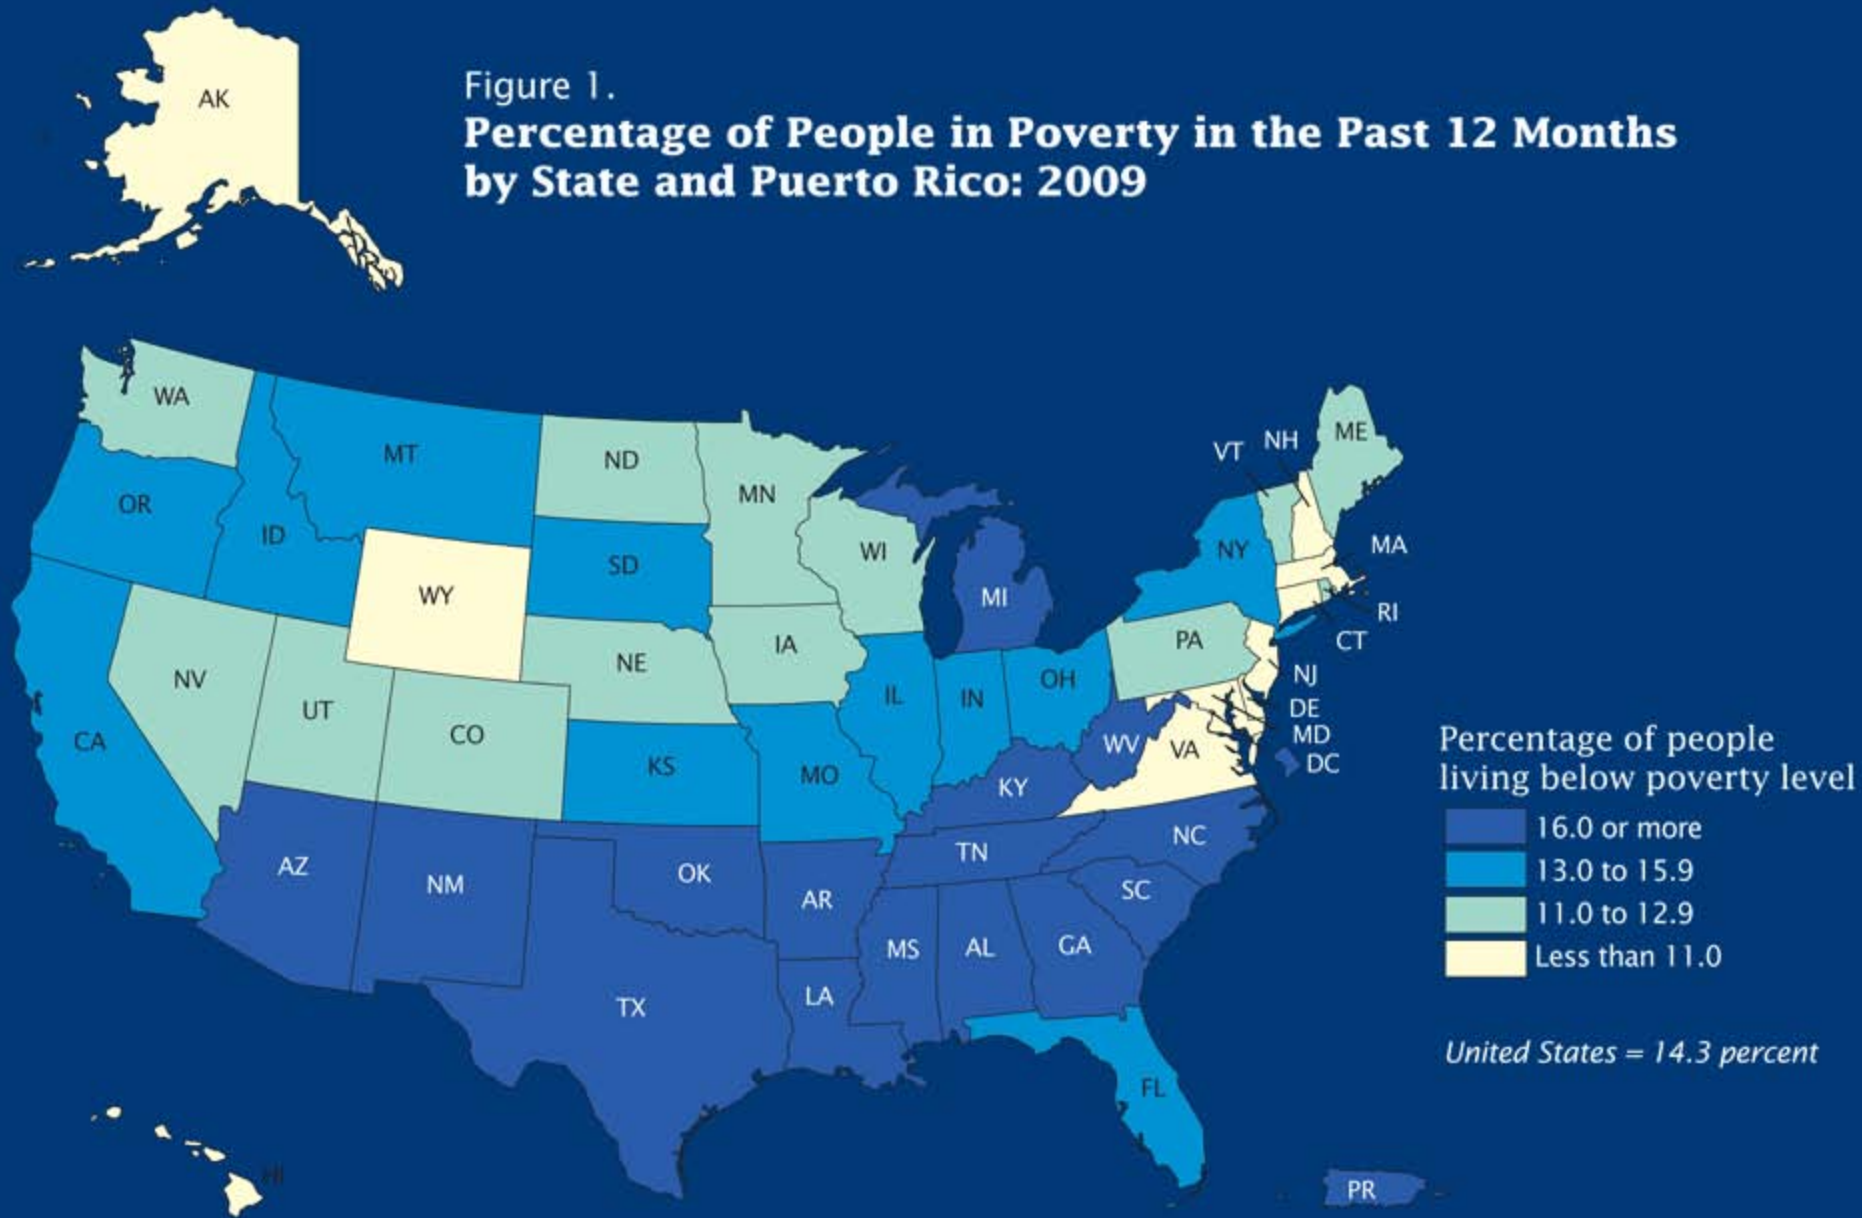 AK
Figure 1.
Percentage of People in Poverty in the Past 12 Months
by State and Puerto Rico: 2009
WA
MT
ND
MN
OR
ID
WY
SD
WI
MI
VT
NH
ME
NY
MA
RI
CT
PA
NJ
DE
MD
DC
NV
UT
CO
NE
IA
IL
IN
OH
WV
VA
CA
KS
MO
KY
AZ
NM
OK
AR
TN
NC
SC
MS
AL
GA
TX
LA
FL
HI
PR
Percentage of people
living below poverty level
16.0 or more
13.0 to 15.9
11.0 to 12.9
Less than 11.0
United States = 14.3 percent